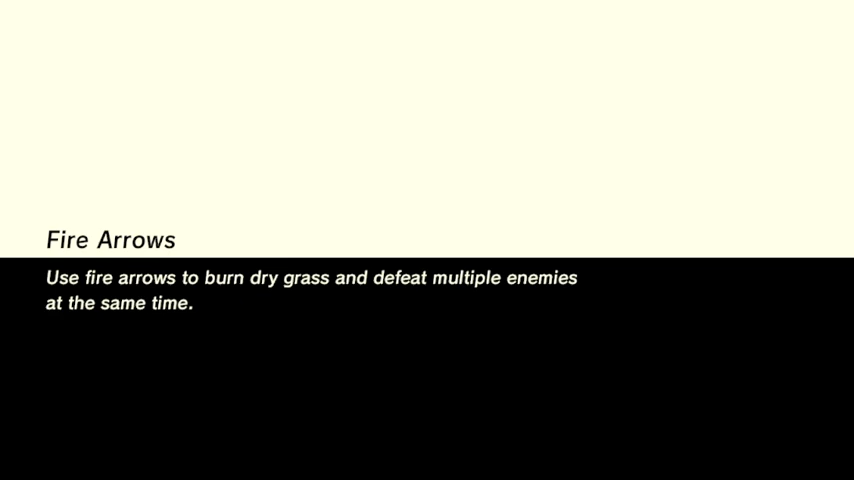 Fire Arrows
Use fire arrows to burn dry grass and defeat multiple enemies
at the same time.